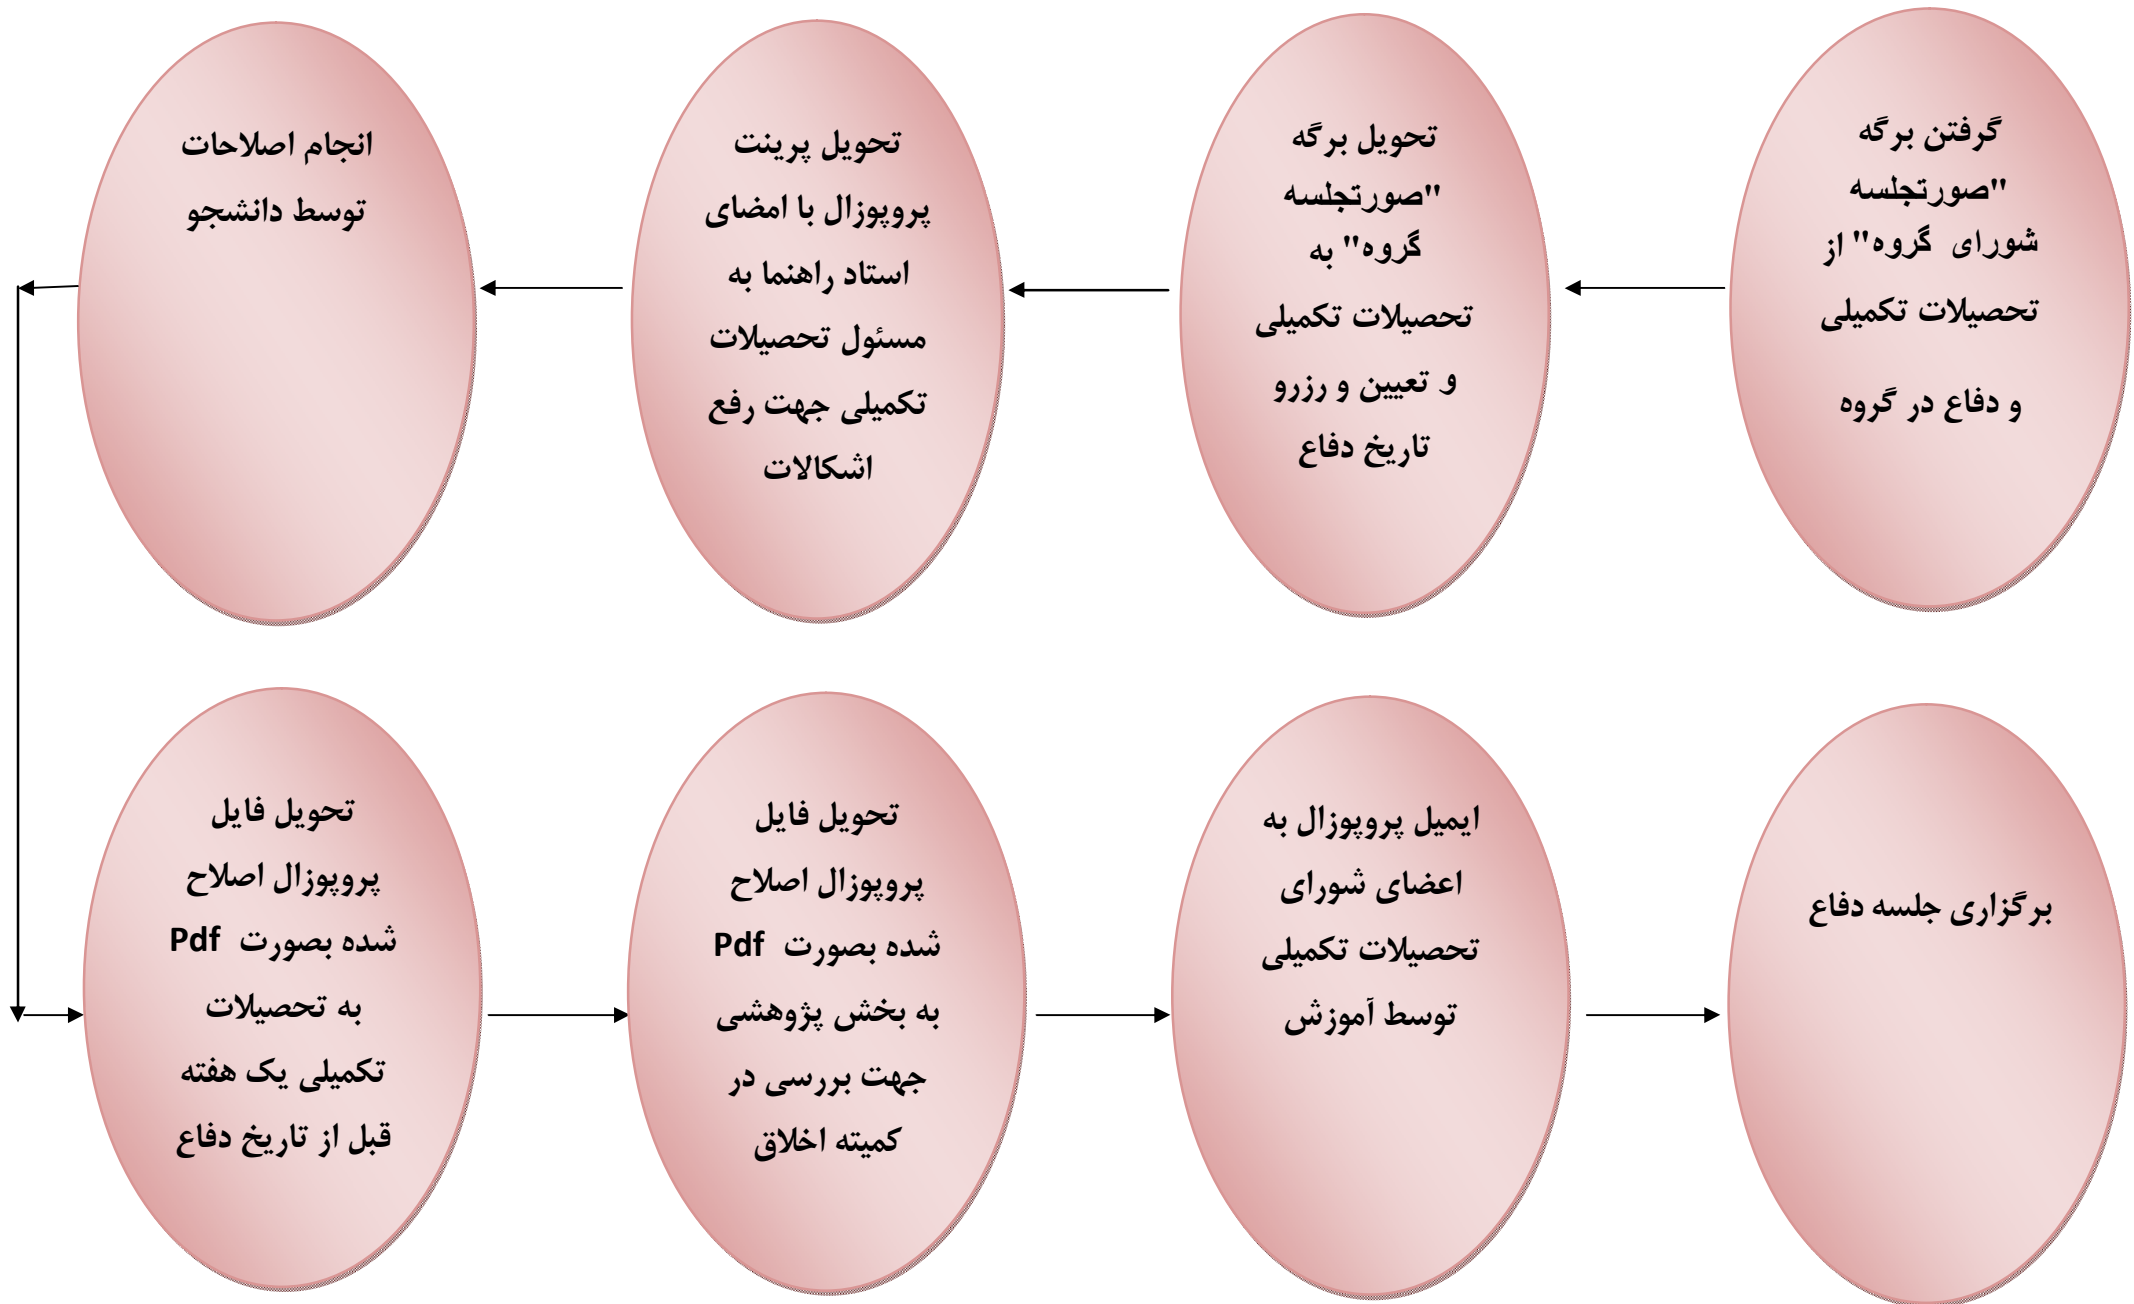 گرفتن برگه
"صورتجلسه
شورای گروه" از
تحصیلات تکمیلی
و دفاع در گروه
تحویل برگه
"صورتجلسه
گروه" به
تحصیلات تکمیلی
و تعیین و رزرو
تاریخ دفاع
تحویل پرینت
پروپوزال با امضای
استاد راهنما به
مسئول تحصیلات
تکمیلی جهت رفع
اشکالات
انجام اصلاحات
توسط دانشجو
تحویل فایل
پروپوزال اصلاح
شده بصورت Pdf
به تحصیلات
تکمیلی یک هفته
قبل از تاریخ دفاع
تحویل فایل
پروپوزال اصلاح
شده بصورت Pdf
به بخش پژوهشی
جهت بررسی در
کمیته اخلاق
ایمیل پروپوزال به
اعضای شورای
تحصیلات تکمیلی
توسط آموزش
برگزاری جلسه دفاع